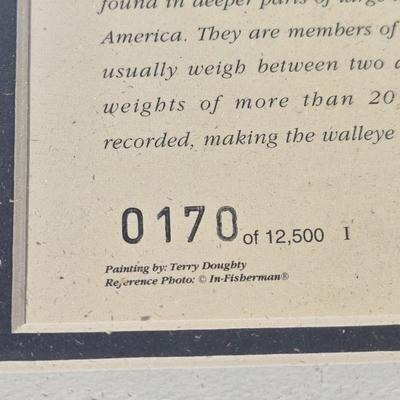 found in deeper parts of large
America. They are members of
usually weigh between two
weights of more than 20
recorded, making the walleye
0170 of 12,500 I
Painting by: Terry Doughty
Reference Photo: © In-Fisherman®